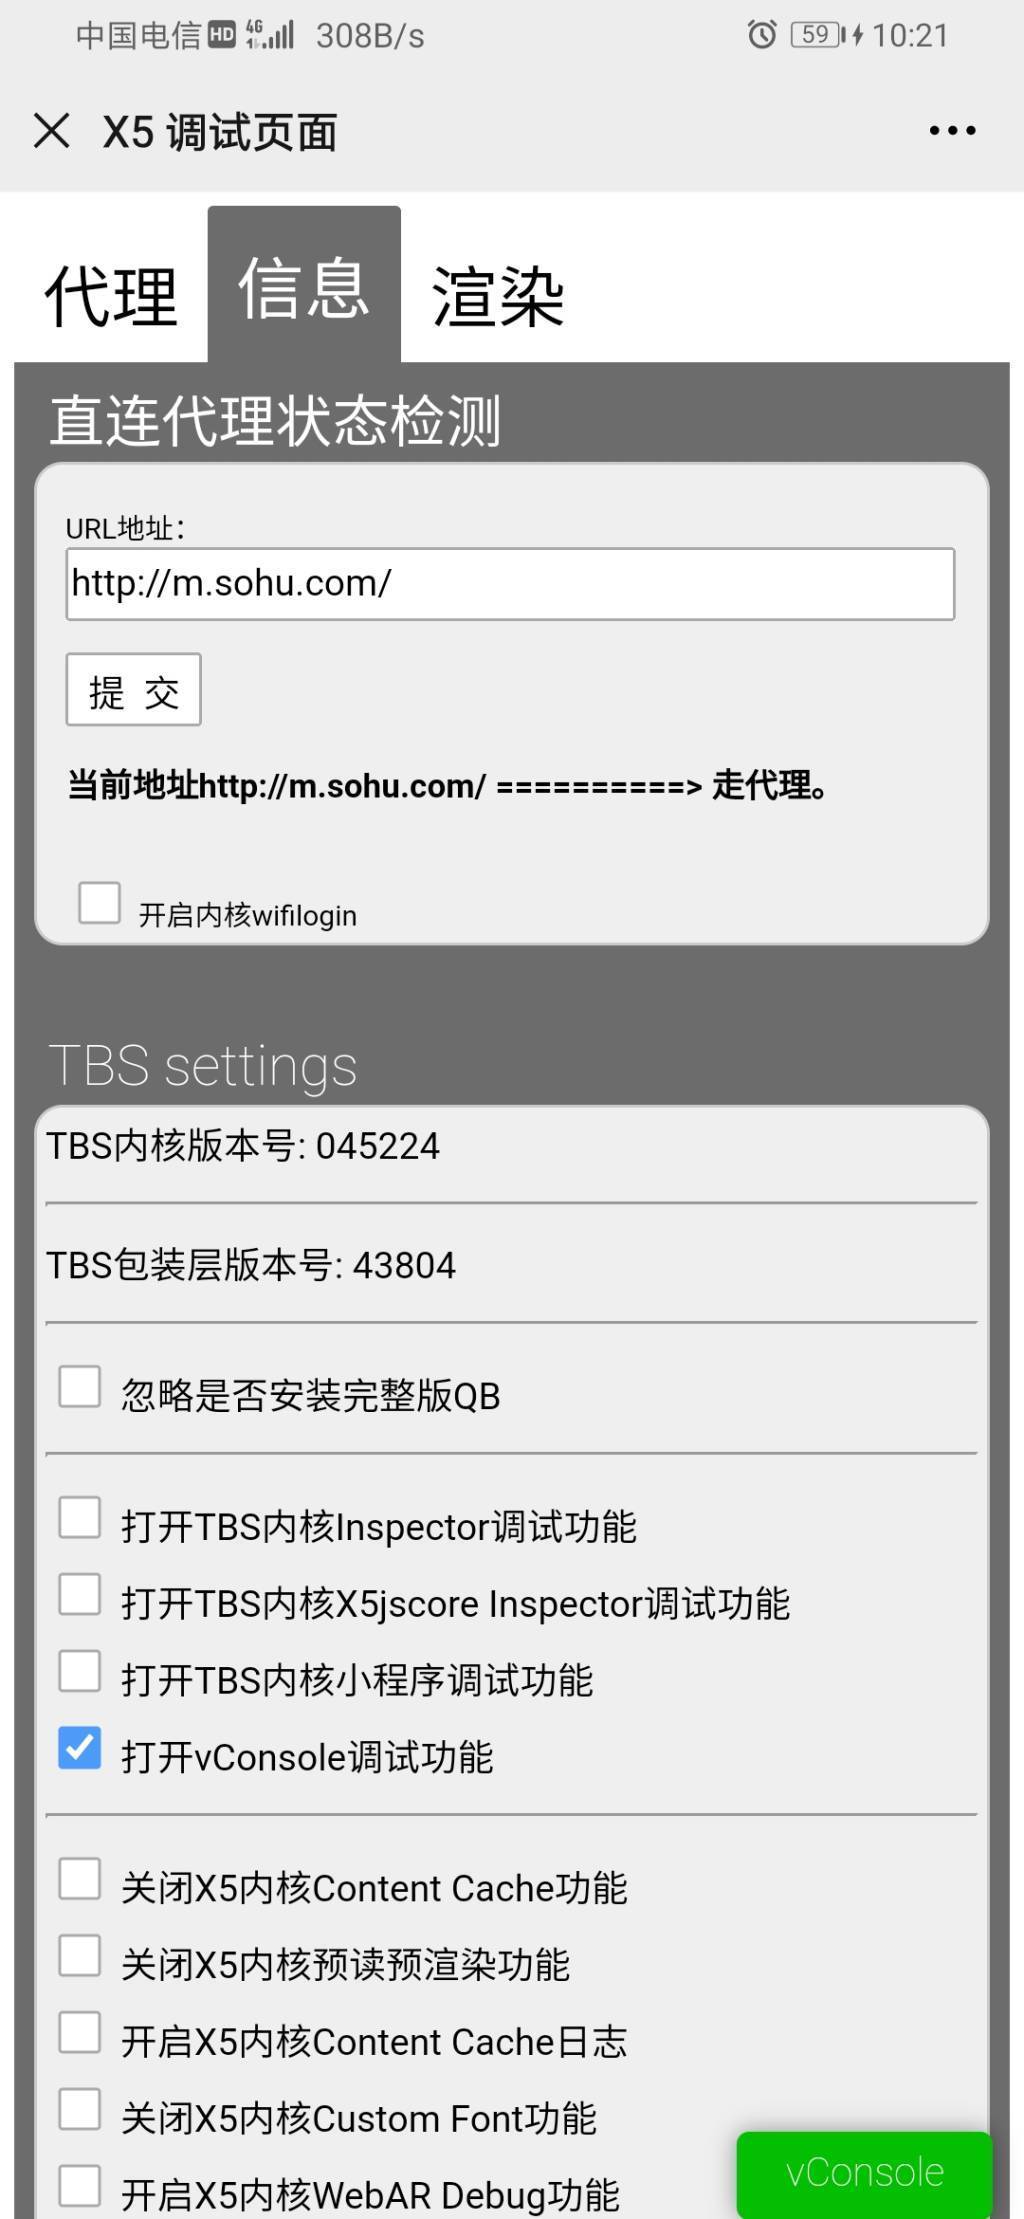 中国电信 HD 4G 308B/s 59 10:21
X5 调试页面
代理 信息 渲染
直连代理状态检测
URL地址：
http://m.sohu.com/
提 交
当前地址http://m.sohu.com/ ==========> 走代理。
开启内核wifilogin
TBS settings
TBS内核版本号: 045224
TBS包装层版本号: 43804
忽略是否安装完整版QB
打开TBS内核Inspector调试功能
打开TBS内核X5jscore Inspector调试功能
打开TBS内核小程序调试功能
打开vConsole调试功能
关闭X5内核Content Cache功能
关闭X5内核预读预渲染功能
开启X5内核Content Cache日志
关闭X5内核Custom Font功能
开启X5内核WebAR Debug功能
vConsole